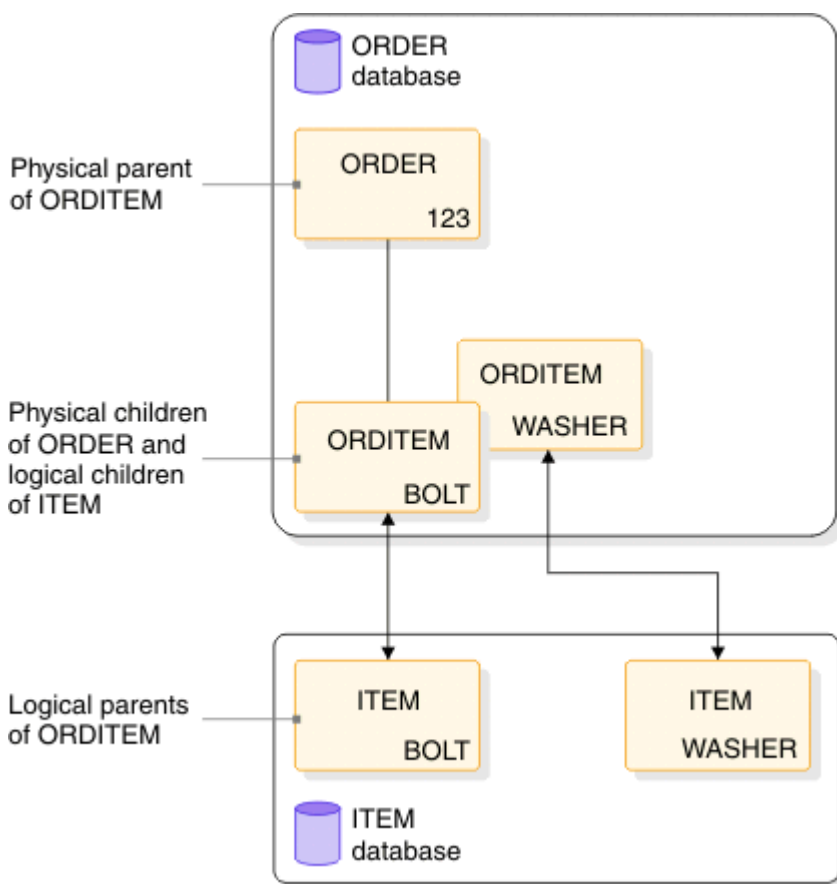 ORDER
database
Physical parent
of ORDITEM
ORDER
123
ORDITEM
WASHER
Physical children
of ORDER and
logical children
of ITEM
ORDITEM
BOLT
Logical parents
of ORDITEM
ITEM
BOLT
ITEM
WASHER
ITEM
database